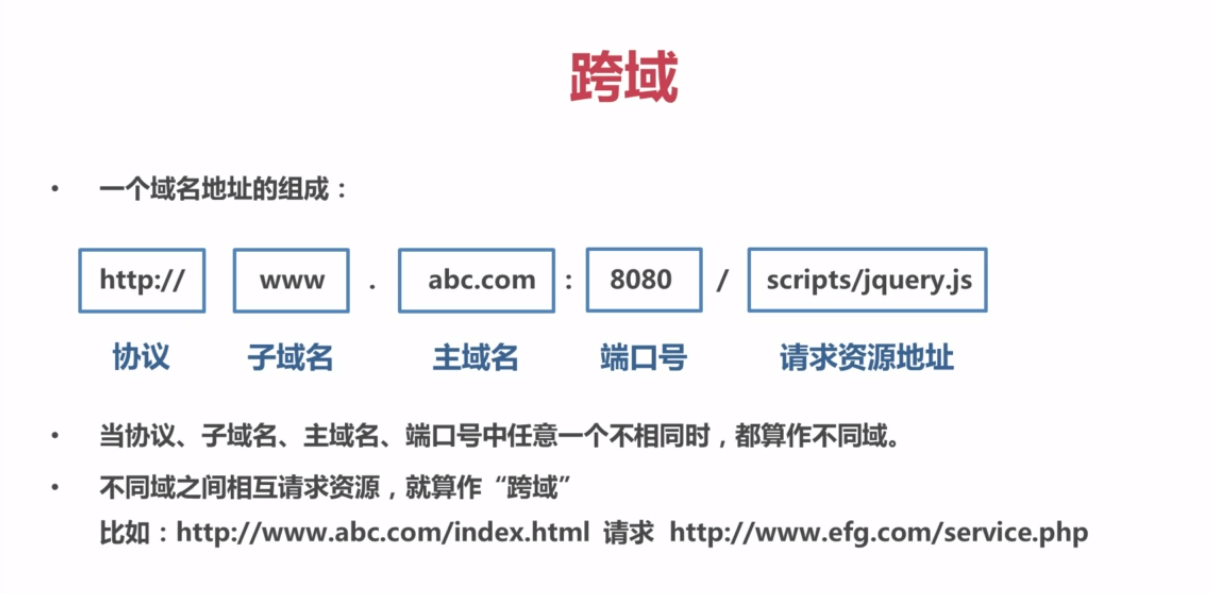 跨域
• 一个域名地址的组成：
http:// www . abc.com : 8080 / scripts/jquery.js
协议 子域名 主域名 端口号 请求资源地址
• 当协议、子域名、主域名、端口号中任意一个不相同时，都算作不同域。
• 不同域之间相互请求资源，就算作“跨域”
比如：http://www.abc.com/index.html 请求 http://www.efg.com/service.php